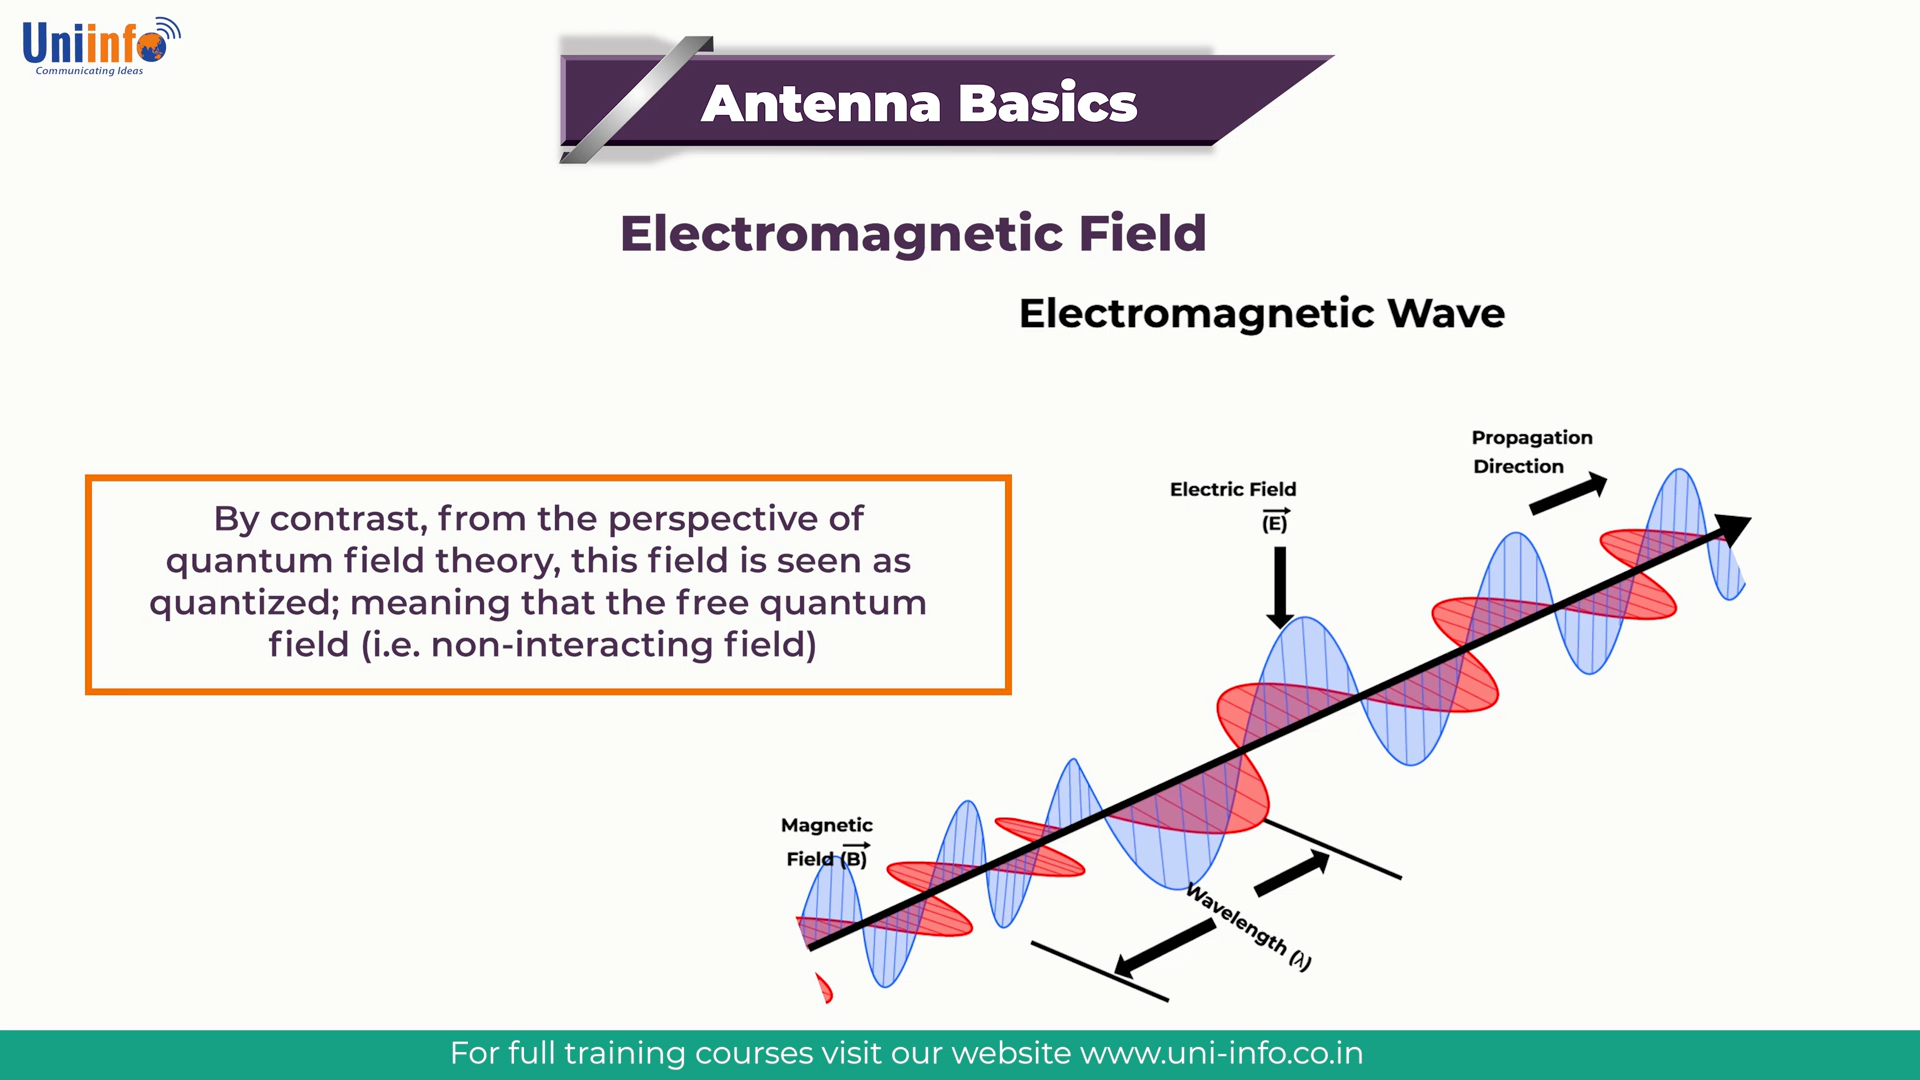 Uniinfo
Communicating Ideas
Antenna Basics
Electromagnetic Field
Electromagnetic Wave
By contrast, from the perspective of
quantum field theory, this field is seen as
quantized; meaning that the free quantum
field (i.e. non-interacting field)
Propagation
Direction
Electric Field
(E)
Magnetic
Field (B)
Wavelength (λ)
For full training courses visit our website www.uni-info.co.in